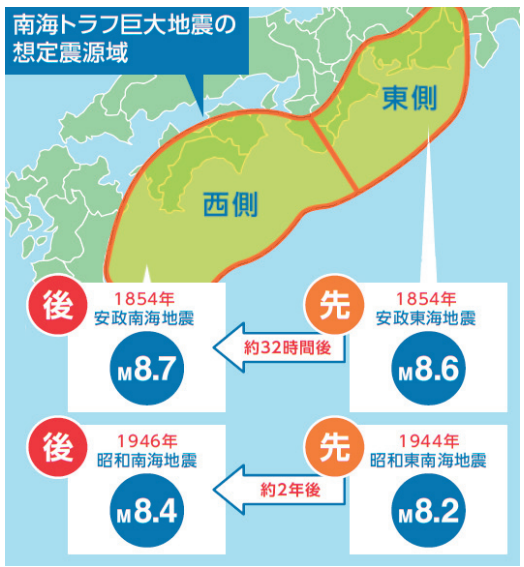 南海トラフ巨大地震の
想定震源域
東側
西側
後
1854年
安政南海地震
M8.7
約32時間後
先
1854年
安政東海地震
M8.6
後
1946年
昭和南海地震
M8.4
約2年後
先
1944年
昭和東南海地震
M8.2